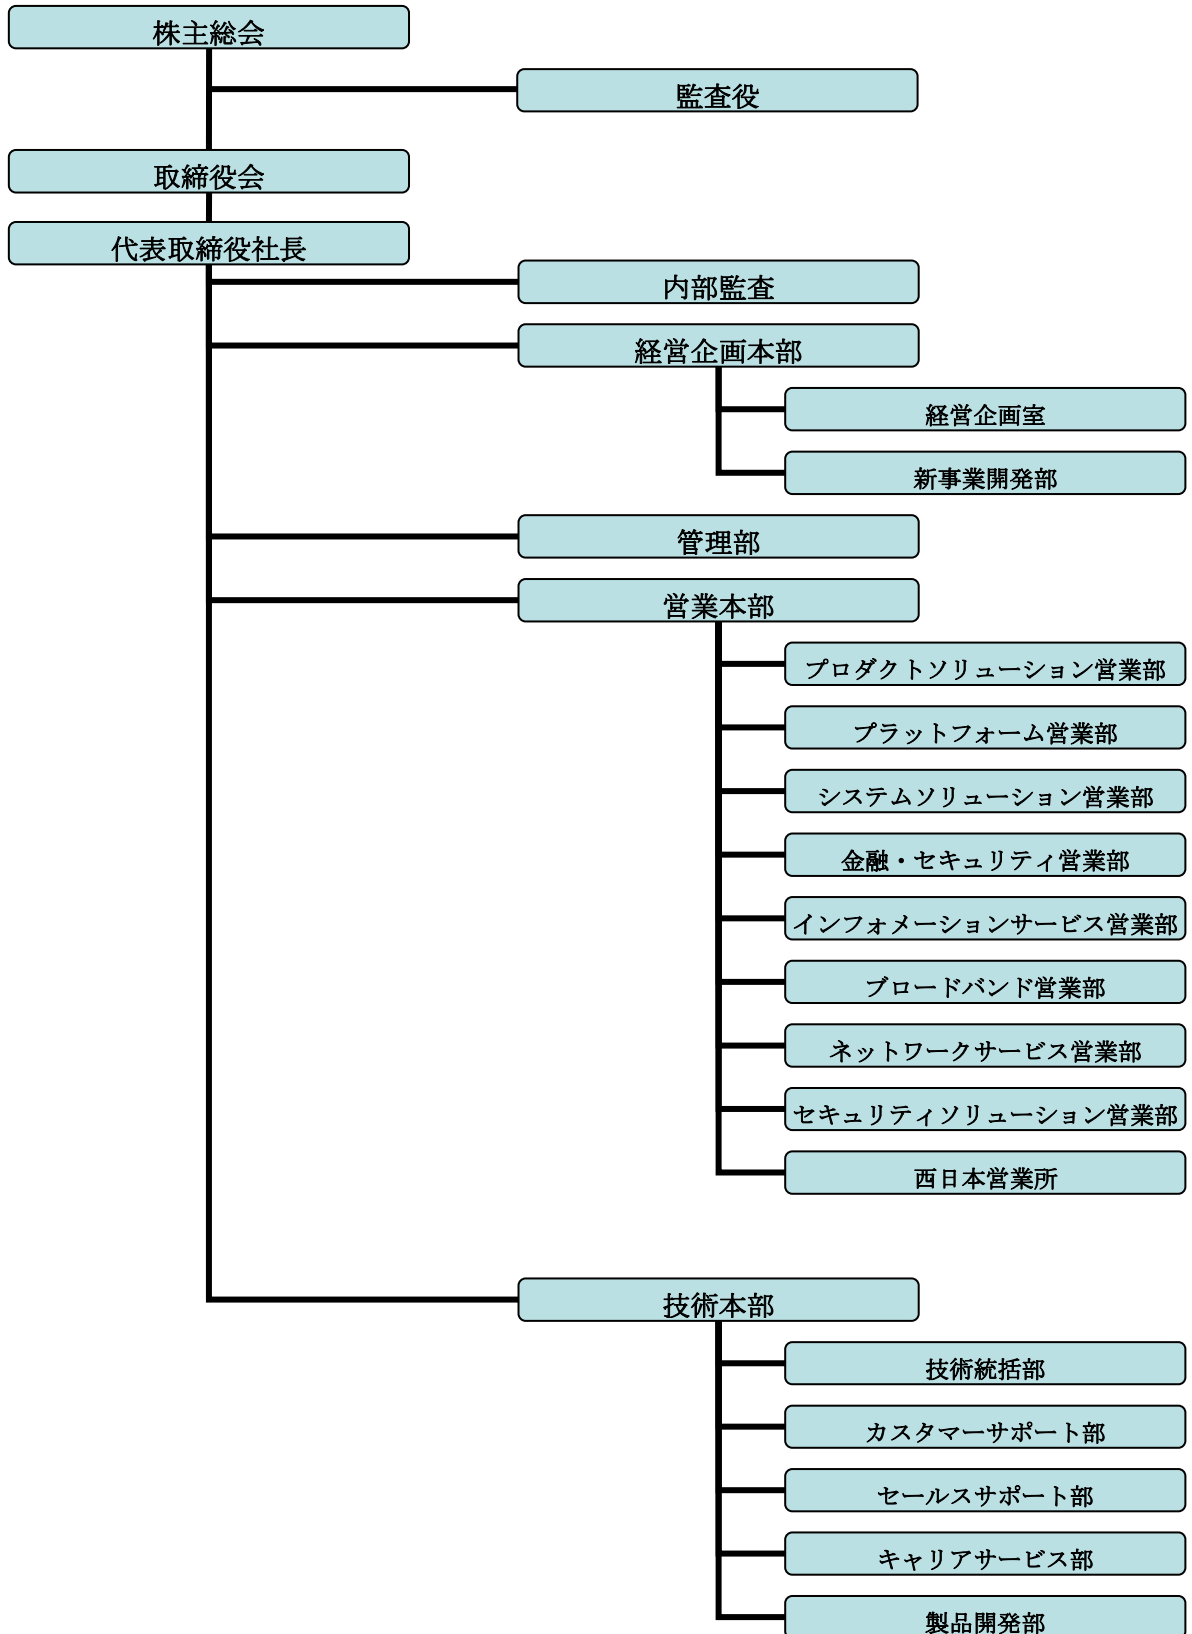 株主総会
監査役
取締役会
代表取締役社長
内部監査
経営企画本部
経営企画室
新事業開発部
管理部
営業本部
プロダクトソリューション営業部
プラットフォーム営業部
システムソリューション営業部
金融・セキュリティ営業部
インフォメーションサービス営業部
ブロードバンド営業部
ネットワークサービス営業部
セキュリティソリューション営業部
西日本営業所
技術本部
技術統括部
カスタマーサポート部
セールスサポート部
キャリアサービス部
製品開発部